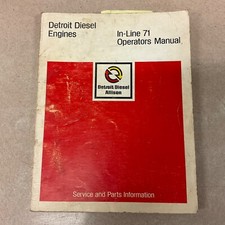 Detroit Diesel
Engines
In-Line 71
Operators Manual
Detroit Diesel
Allison
Service and Parts Information